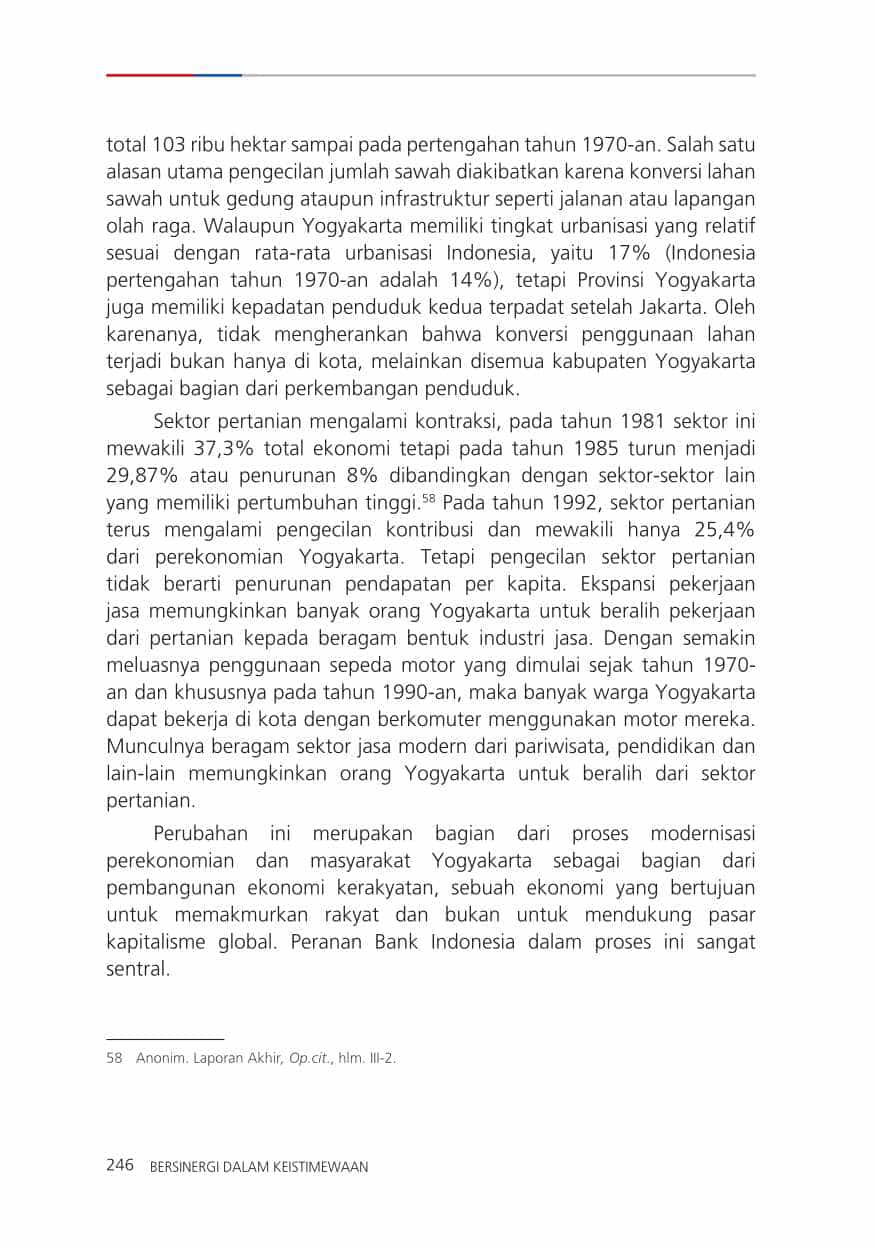 total 103 ribu hektar sampai pada pertengahan tahun 1970-an. Salah satu
alasan utama pengecilan jumlah sawah diakibatkan karena konversi lahan
sawah untuk gedung ataupun infrastruktur seperti jalanan atau lapangan
olah raga. Walaupun Yogyakarta memiliki tingkat urbanisasi yang relatif
sesuai dengan rata-rata urbanisasi Indonesia, yaitu 17% (Indonesia
pertengahan tahun 1970-an adalah 14%), tetapi Provinsi Yogyakarta
juga memiliki kepadatan penduduk kedua terpadat setelah Jakarta. Oleh
karenanya, tidak mengherankan bahwa konversi penggunaan lahan
terjadi bukan hanya di kota, melainkan disemua kabupaten Yogyakarta
sebagai bagian dari perkembangan penduduk.
Sektor pertanian mengalami kontraksi, pada tahun 1981 sektor ini
mewakili 37,3% total ekonomi tetapi pada tahun 1985 turun menjadi
29,87% atau penurunan 8% dibandingkan dengan sektor-sektor lain
yang memiliki pertumbuhan tinggi.58 Pada tahun 1992, sektor pertanian
terus mengalami pengecilan kontribusi dan mewakili hanya 25,4%
dari perekonomian Yogyakarta. Tetapi pengecilan sektor pertanian
tidak berarti penurunan pendapatan per kapita. Ekspansi pekerjaan
jasa memungkinkan banyak orang Yogyakarta untuk beralih pekerjaan
dari pertanian kepada beragam bentuk industri jasa. Dengan semakin
meluasnya penggunaan sepeda motor yang dimulai sejak tahun 1970-
an dan khususnya pada tahun 1990-an, maka banyak warga Yogyakarta
dapat bekerja di kota dengan berkomuter menggunakan motor mereka.
Munculnya beragam sektor jasa modern dari pariwisata, pendidikan dan
lain-lain memungkinkan orang Yogyakarta untuk beralih dari sektor
pertanian.
Perubahan ini merupakan bagian dari proses modernisasi
perekonomian dan masyarakat Yogyakarta sebagai bagian dari
pembangunan ekonomi kerakyatan, sebuah ekonomi yang bertujuan
untuk memakmurkan rakyat dan bukan untuk mendukung pasar
kapitalisme global. Peranan Bank Indonesia dalam proses ini sangat
sentral.
58 Anonim. Laporan Akhir, Op.cit., hlm. III-2.
246 BERSINERGI DALAM KEISTIMEWAAN